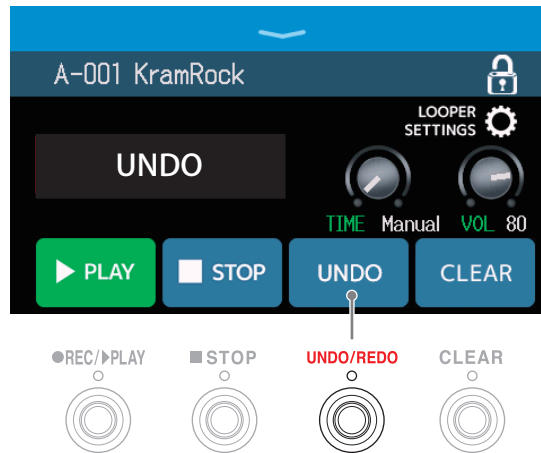 A-001 KramRock
LOOPER
SETTINGS
UNDO
TIME Manual VOL 80
▶ PLAY ■ STOP UNDO CLEAR
●REC/▶PLAY ■STOP UNDO/REDO CLEAR